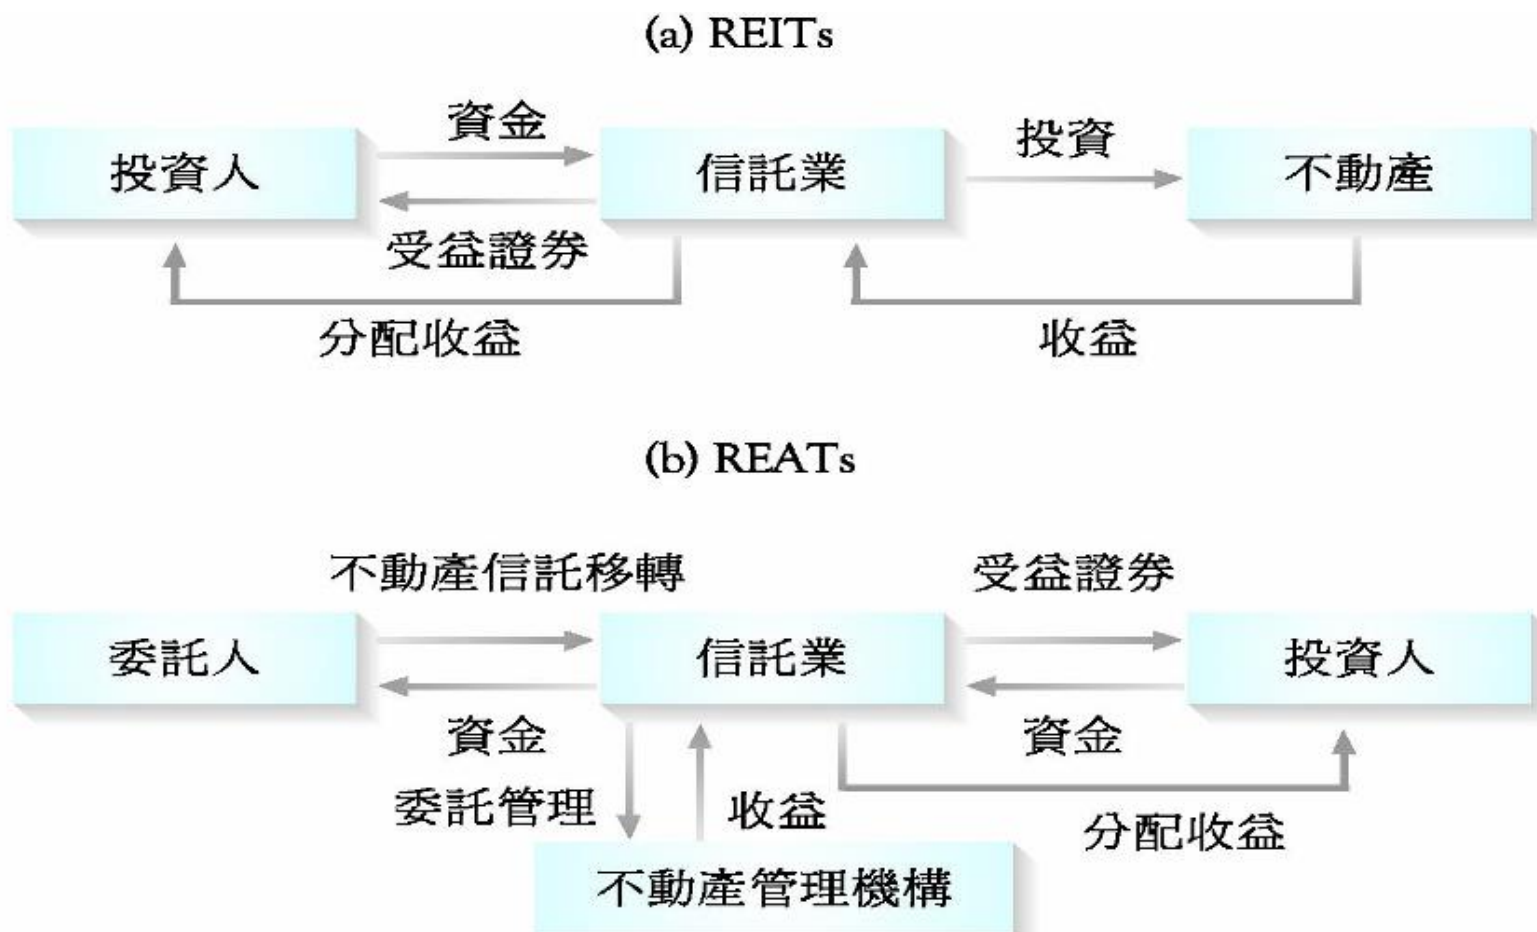 (a) REITs
資金
投資
投資人
信託業
不動產
受益證券
分配收益
收益
(b) REATs
不動產信託移轉
受益證券
委託人
信託業
投資人
資金
資金
委託管理
收益
分配收益
不動產管理機構